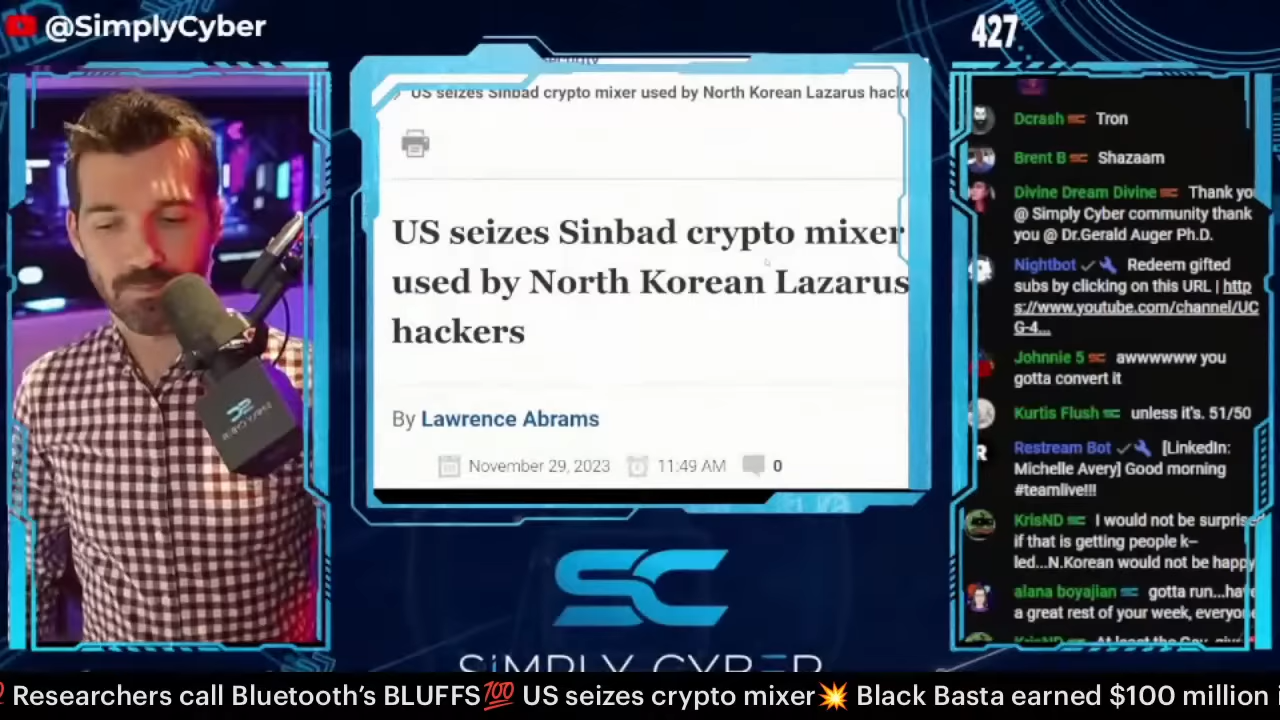 @SimplyCyber
427
US seizes Sinbad crypto mixer used by North Korean Lazarus
US seizes Sinbad crypto mixer
used by North Korean Lazarus
hackers
By Lawrence Abrams
November 29, 2023 11:49 AM 0
Dcrash Tron
Brent B Shazaam
Divine Dream Divine Thank yo
@ Simply Cyber community thank
you @ Dr.Gerald Auger Ph.D.
Nightbot Redeem gifted
subs by clicking on this URL | http
s://www.youtube.com/channel/UC
G-4...
Johnnie 5 awwwwww you
gotta convert it
Kurtis Flush unless it's. 51/50
Restream Bot [LinkedIn:
Michelle Avery] Good morning
#teamlive!!!
KrisND I would not be surprised
if that is getting people k–
led...N.Korean would not be happy
alana boyajian gotta run...have
a great rest of your week, everyon
SC
SIMPLY CYBER
Researchers call Bluetooth’s BLUFFS💯 US seizes crypto mixer💥 Black Basta earned $100 million